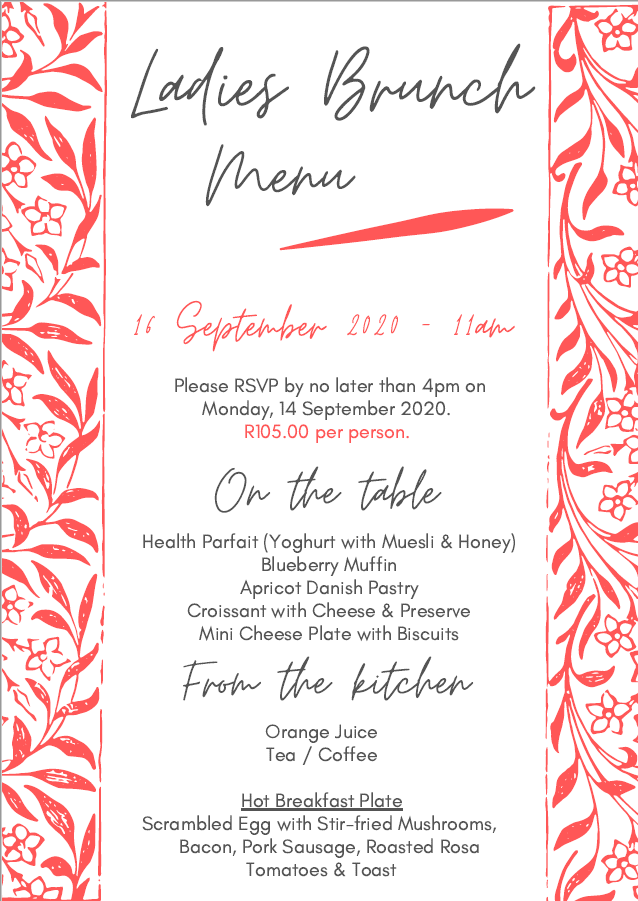 Ladies Brunch
Menu
16 September 2020 - 11am
Please RSVP by no later than 4pm on
Monday, 14 September 2020.
R105.00 per person.
On the table
Health Parfait (Yoghurt with Muesli & Honey)
Blueberry Muffin
Apricot Danish Pastry
Croissant with Cheese & Preserve
Mini Cheese Plate with Biscuits
From the kitchen
Orange Juice
Tea / Coffee
Hot Breakfast Plate
Scrambled Egg with Stir-fried Mushrooms,
Bacon, Pork Sausage, Roasted Rosa
Tomatoes & Toast